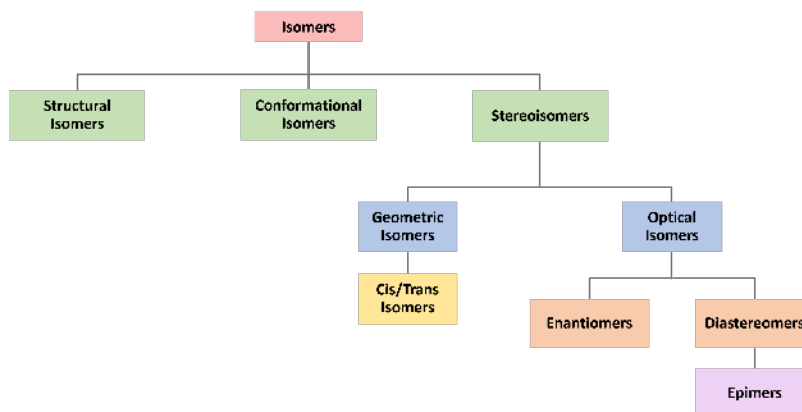 Isomers
Structural
Isomers
Conformational
Isomers
Stereoisomers
Geometric
Isomers
Optical
Isomers
Cis/Trans
Isomers
Enantiomers
Diastereomers
Epimers